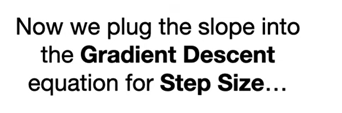 Now we plug the slope into
the Gradient Descent
equation for Step Size...